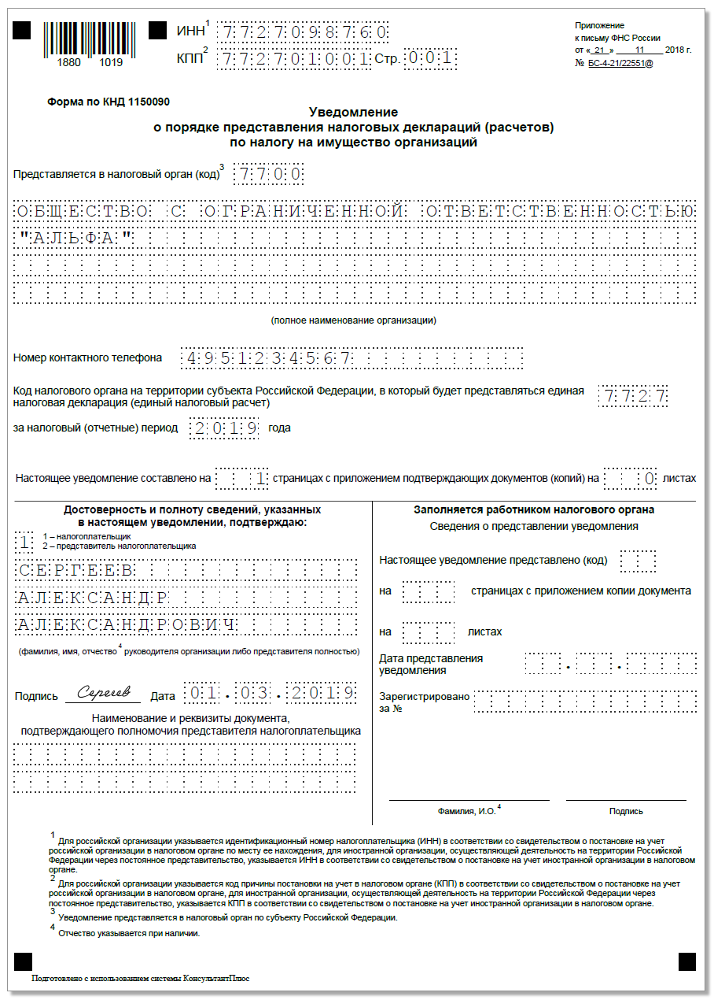 ИНН1 7727098760
КПП2 772701001 Стр. 001
1880 1019
Приложение
к письму ФНС России
от « 21 » 11 2018 г.
№ БС-4-21/22551@
Форма по КНД 1150090
Уведомление
о порядке представления налоговых деклараций (расчетов)
по налогу на имущество организаций
Представляется в налоговый орган (код)3 7700
ОБЩЕСТВО С ОГРАНИЧЕННОЙ ОТВЕТСТВЕННОСТЬЮ
"АЛЬФА"
(полное наименование организации)
Номер контактного телефона 4951234567
Код налогового органа на территории субъекта Российской Федерации, в который будет представляться единая
налоговая декларация (единый налоговый расчет) 7727
за налоговый (отчетные) период 2019 года
Настоящее уведомление составлено на 1 страницах с приложением подтверждающих документов (копий) на 0 листах
Достоверность и полноту сведений, указанных
в настоящем уведомлении, подтверждаю:
1 1 – налогоплательщик
2 – представитель налогоплательщика
СЕРГЕЕВ
АЛЕКСАНДР
АЛЕКСАНДРОВИЧ
(фамилия, имя, отчество4 руководителя организации либо представителя полностью)
Подпись Сергеев Дата 01.03.2019
Наименование и реквизиты документа,
подтверждающего полномочия представителя налогоплательщика
Заполняется работником налогового органа
Сведения о представлении уведомления
Настоящее уведомление представлено (код)
на страницах с приложением копии документа
на листах
Дата представления
уведомления . .
Зарегистрировано
за №
Фамилия, И.О.4 Подпись
1 Для российской организации указывается идентификационный номер налогоплательщика (ИНН) в соответствии со свидетельством о постановке на учет
российской организации в налоговом органе по месту ее нахождения, для иностранной организации, осуществляющей деятельность на территории Российской
Федерации через постоянное представительство, указывается ИНН в соответствии со свидетельством о постановке на учет иностранной организации в налоговом
органе.
2 Для российской организации указывается код причины постановки на учет в налоговом органе (КПП) в соответствии со свидетельством о постановке на учет
российской организации в налоговом органе, для иностранной организации, осуществляющей деятельность на территории Российской Федерации через
постоянное представительство, указывается КПП в соответствии со свидетельством о постановке на учет иностранной организации в налоговом органе.
3 Уведомление представляется в налоговый орган по субъекту Российской Федерации.
4 Отчество указывается при наличии.
Подготовлено с использованием системы КонсультантПлюс